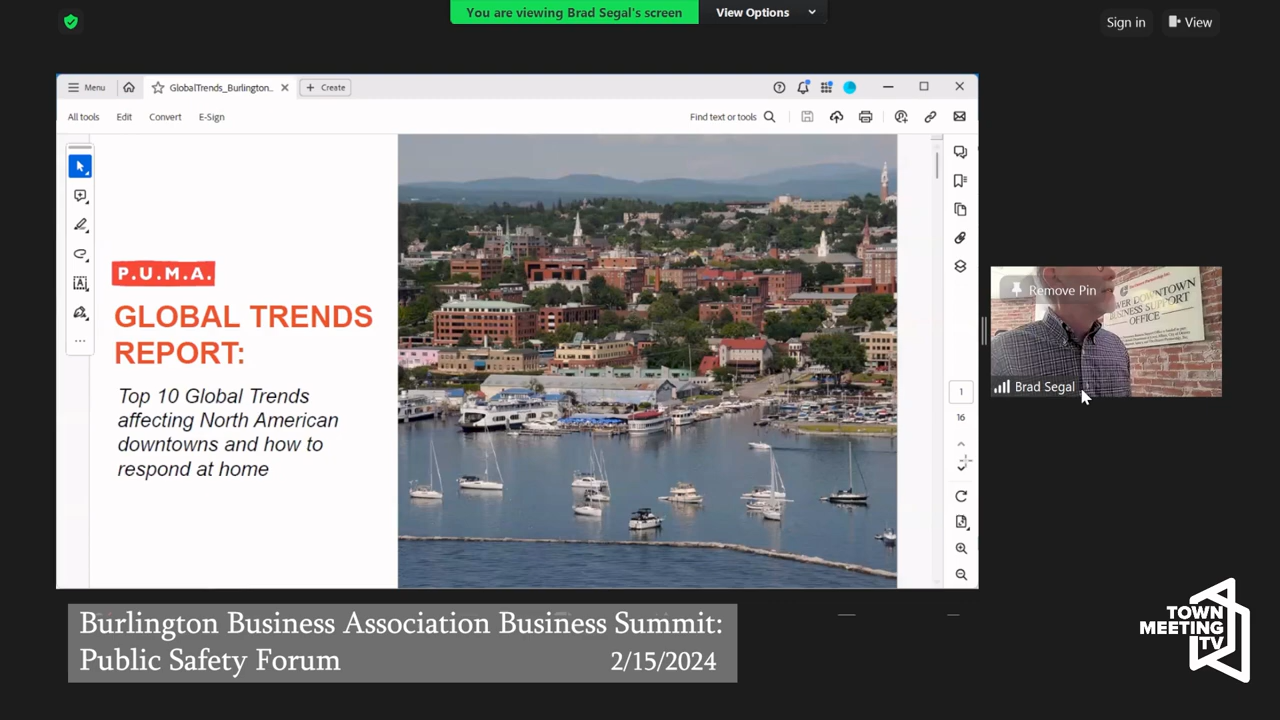 You are viewing Brad Segal's screen
View Options
Sign in
View
Menu
GlobalTrends_Burlington...
Create
All tools
Edit
Convert
E-Sign
Find text or tools
P.U.M.A.
GLOBAL TRENDS
REPORT:
Top 10 Global Trends
affecting North American
downtowns and how to
respond at home
1
16
Remove Pin
DOWNTOWN
BUSINESS SUPPORT
OFFICE
Brad Segal
Burlington Business Association Business Summit:
Public Safety Forum
2/15/2024
TOWN
MEETING
TV